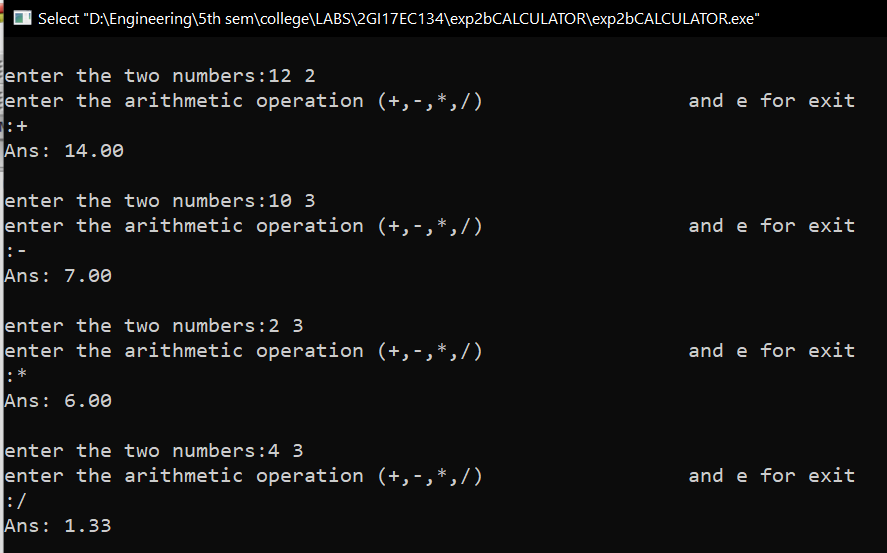 Select "D:\Engineering\5th sem\college\LABS\2GI17EC134\exp2bCALCULATOR\exp2bCALCULATOR.exe"
enter the two numbers:12 2
enter the arithmetic operation (+,-,*,/)                 and e for exit
:+
Ans: 14.00
enter the two numbers:10 3
enter the arithmetic operation (+,-,*,/)                 and e for exit
:-
Ans: 7.00
enter the two numbers:2 3
enter the arithmetic operation (+,-,*,/)                 and e for exit
:*
Ans: 6.00
enter the two numbers:4 3
enter the arithmetic operation (+,-,*,/)                 and e for exit
:/
Ans: 1.33